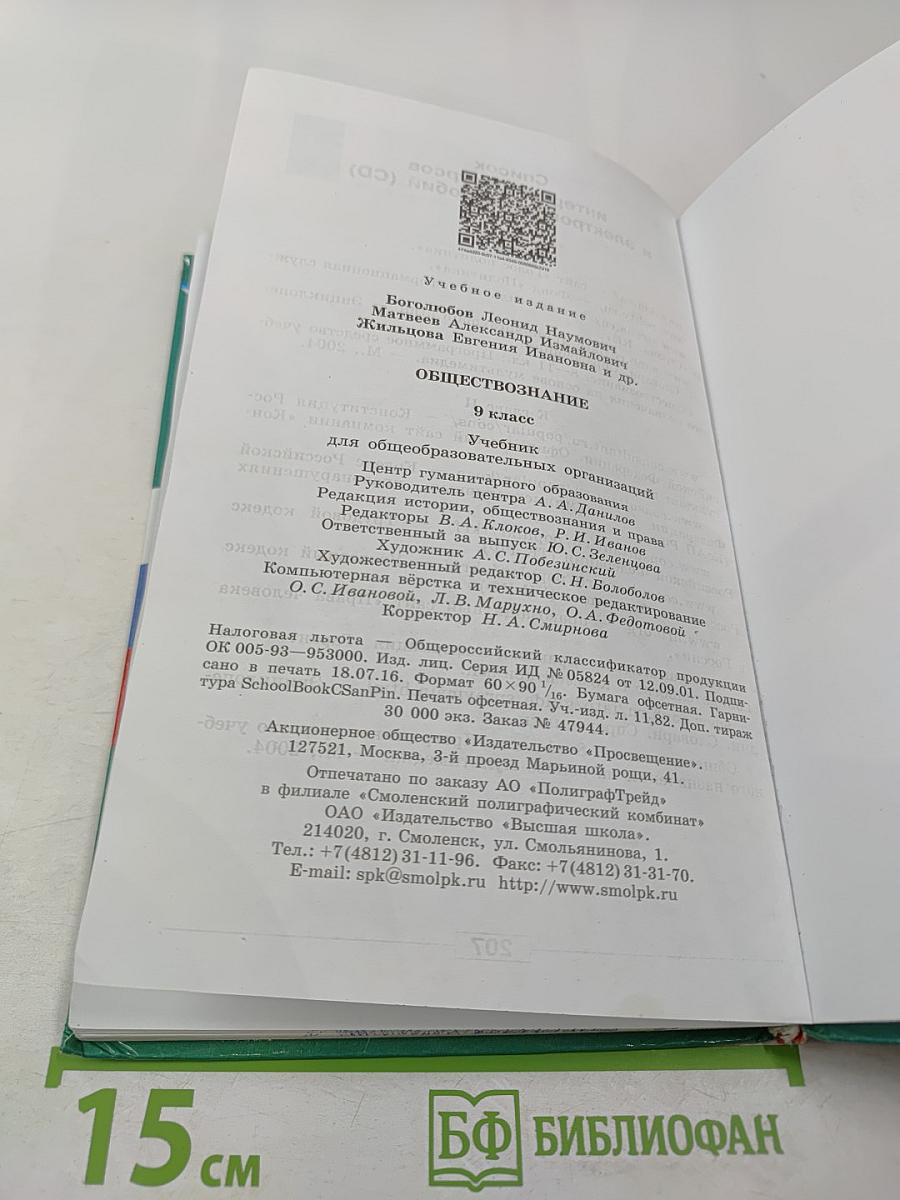 Учебное издание
Боголюбов Леонид Наумович
Матвеев Александр Измайлович
Жильцова Евгения Ивановна и др.
ОБЩЕСТВОЗНАНИЕ
9 класс
Учебник
для общеобразовательных организаций
Центр гуманитарного образования
Руководитель центра А. А. Данилов
Редакция истории, обществознания и права
Редакторы В. А. Клоков, Р. И. Иванов
Ответственный за выпуск Ю. С. Зеленцова
Художник А. С. Побезинский
Художественный редактор С. Н. Болоболов
Компьютерная вёрстка и техническое редактирование
О. С. Ивановой, Л. В. Марухно, О. А. Федотовой
Корректор Н. А. Смирнова
Налоговая льгота — Общероссийский классификатор продукции
ОК 005-93—953000. Изд. лиц. Серия ИД № 05824 от 12.09.01. Подпи-
сано в печать 18.07.16. Формат 60×90 1/16. Бумага офсетная. Гарни-
тура SchoolBookCSanPin. Печать офсетная. Уч.-изд. л. 11,82. Доп. тираж
30 000 экз. Заказ № 47944.
Акционерное общество «Издательство «Просвещение».
127521, Москва, 3-й проезд Марьиной рощи, 41.
Отпечатано по заказу АО «ПолиграфТрейд»
в филиале «Смоленский полиграфический комбинат»
ОАО «Издательство «Высшая школа».
214020, г. Смоленск, ул. Смольянинова, 1.
Тел.: +7(4812) 31-11-96. Факс: +7(4812) 31-31-70.
E-mail: spk@smolpk.ru http://www.smolpk.ru
207
15 см
БФ БИБЛИОФАН